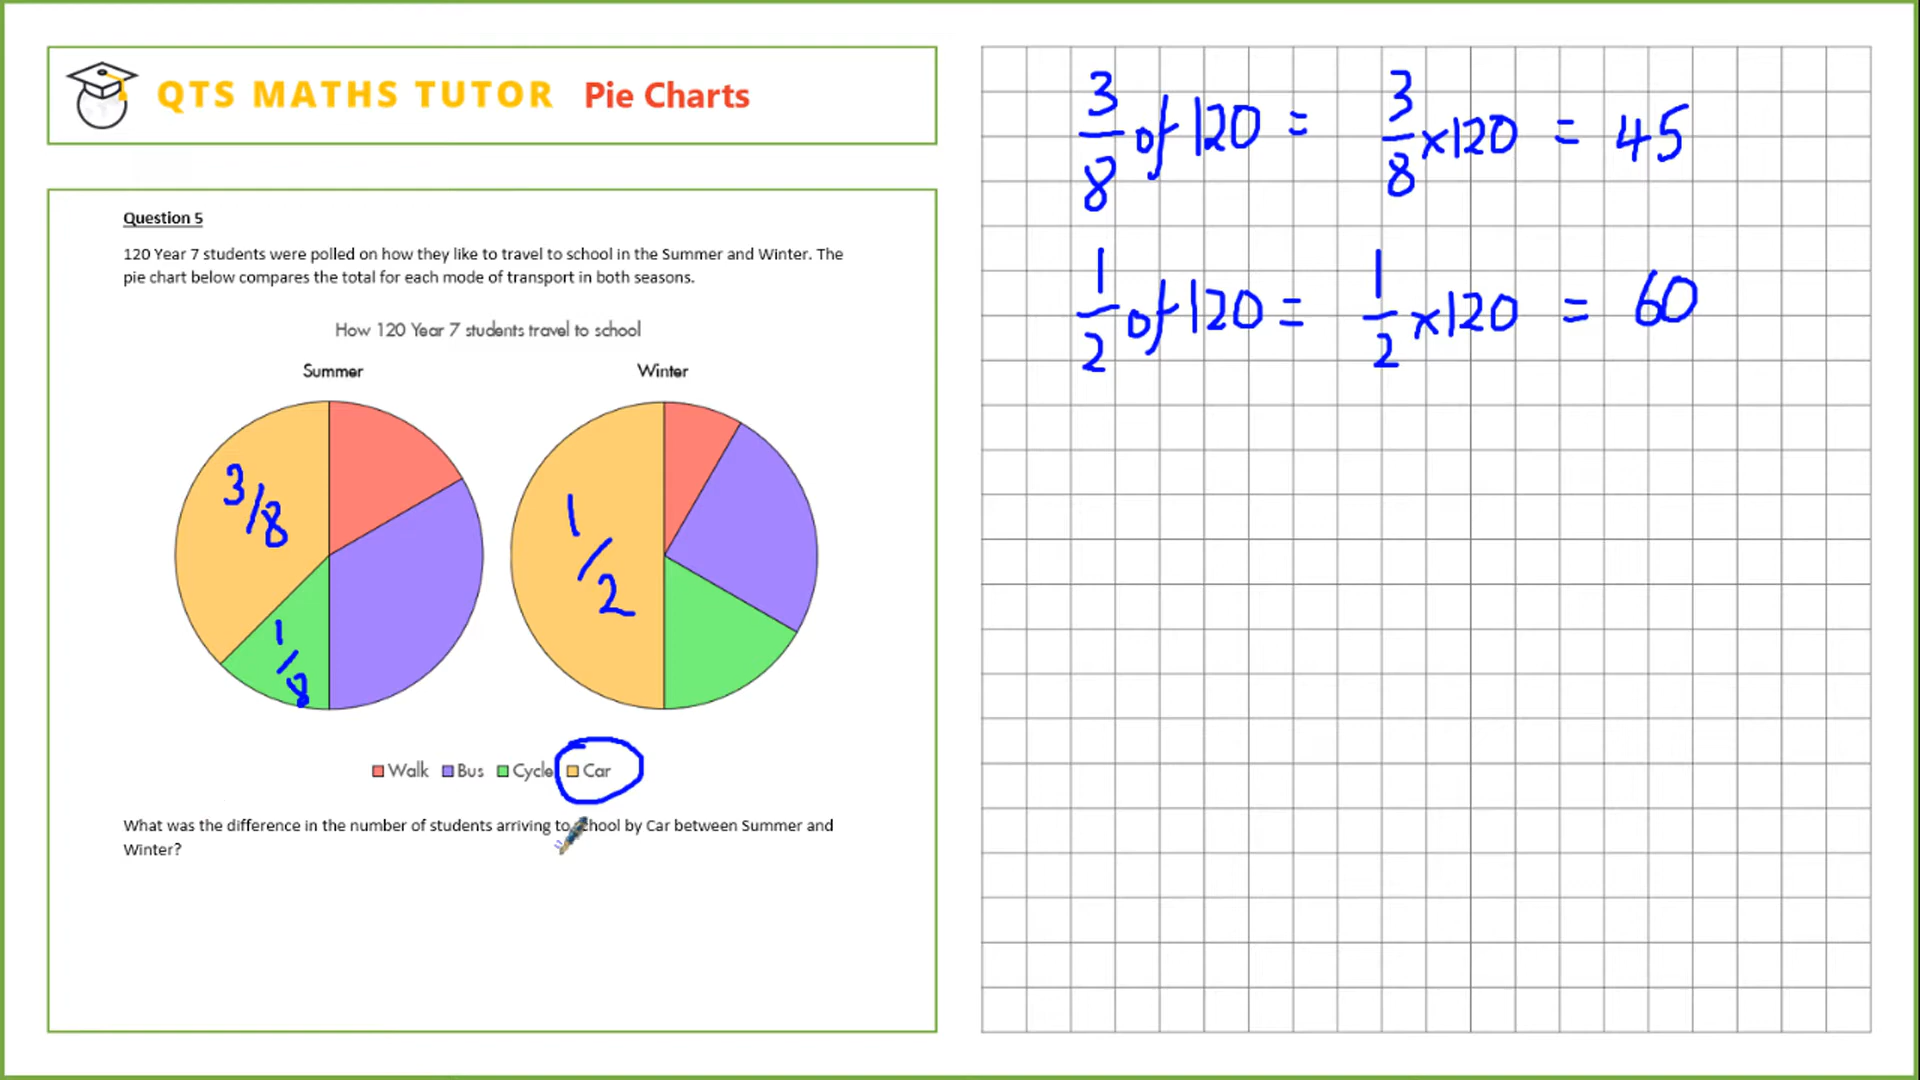 QTS MATHS TUTOR Pie Charts
Question 5
120 Year 7 students were polled on how they like to travel to school in the Summer and Winter. The
pie chart below compares the total for each mode of transport in both seasons.
How 120 Year 7 students travel to school
Summer Winter
3/8
1/2
1/8
Walk Bus Cycle Car
What was the difference in the number of students arriving to school by Car between Summer and
Winter?
3/8 of 120 = 3/8 x 120 = 45
1/2 of 120 = 1/2 x 120 = 60